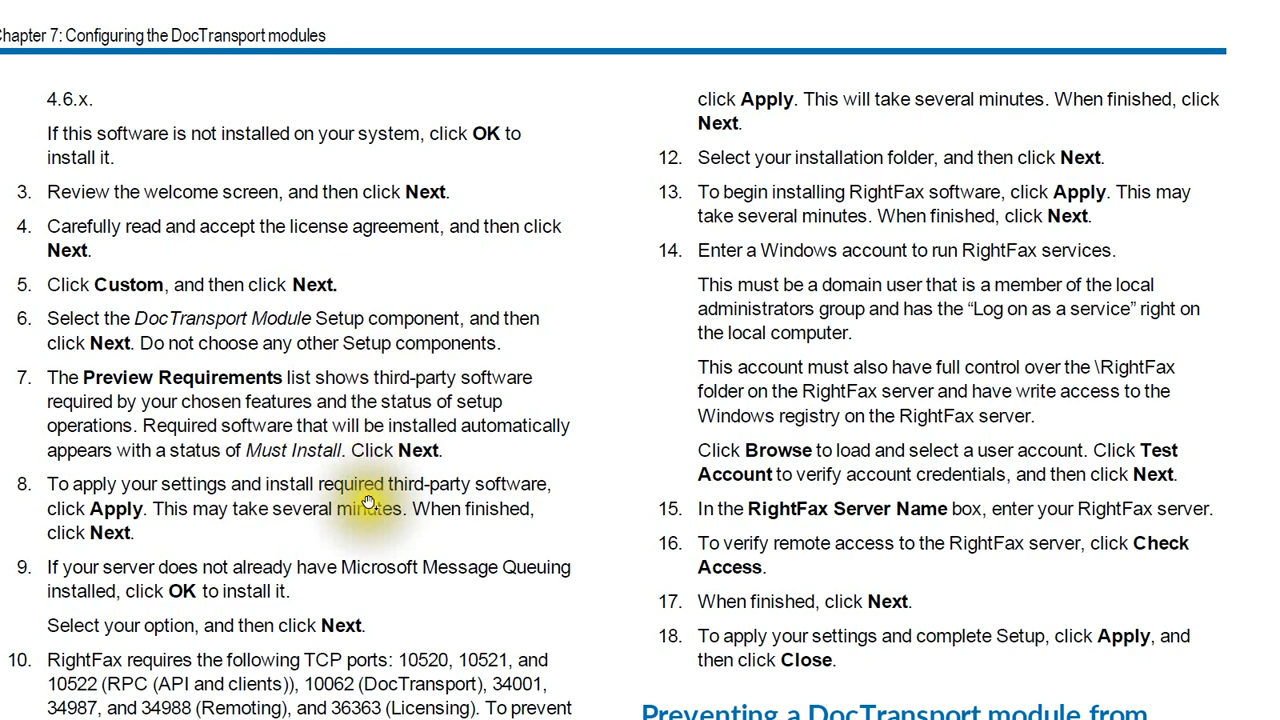 Chapter 7: Configuring the DocTransport modules
4.6.x.
If this software is not installed on your system, click OK to
install it.
3. Review the welcome screen, and then click Next.
4. Carefully read and accept the license agreement, and then click
Next.
5. Click Custom, and then click Next.
6. Select the DocTransport Module Setup component, and then
click Next. Do not choose any other Setup components.
7. The Preview Requirements list shows third-party software
required by your chosen features and the status of setup
operations. Required software that will be installed automatically
appears with a status of Must Install. Click Next.
8. To apply your settings and install required third-party software,
click Apply. This may take several minutes. When finished,
click Next.
9. If your server does not already have Microsoft Message Queuing
installed, click OK to install it.
Select your option, and then click Next.
10. RightFax requires the following TCP ports: 10520, 10521, and
10522 (RPC (API and clients)), 10062 (DocTransport), 34001,
34987, and 34988 (Remoting), and 36363 (Licensing). To prevent
click Apply. This will take several minutes. When finished, click
Next.
12. Select your installation folder, and then click Next.
13. To begin installing RightFax software, click Apply. This may
take several minutes. When finished, click Next.
14. Enter a Windows account to run RightFax services.
This must be a domain user that is a member of the local
administrators group and has the “Log on as a service” right on
the local computer.
This account must also have full control over the \RightFax
folder on the RightFax server and have write access to the
Windows registry on the RightFax server.
Click Browse to load and select a user account. Click Test
Account to verify account credentials, and then click Next.
15. In the RightFax Server Name box, enter your RightFax server.
16. To verify remote access to the RightFax server, click Check
Access.
17. When finished, click Next.
18. To apply your settings and complete Setup, click Apply, and
then click Close.
Preventing a DocTransport module from